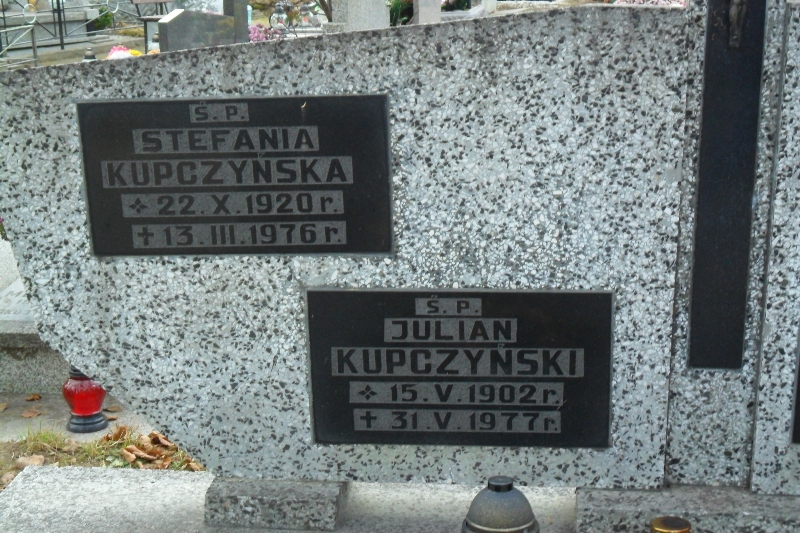 Ś. P.
STEFANIA
KUPCZYŃSKA
✧ 22. X. 1920 r.
✝ 13. III. 1976 r.
Ś. P.
JULIAN
KUPCZYŃSKI
✧ 15. V. 1902 r.
✝ 31. V. 1977 r.